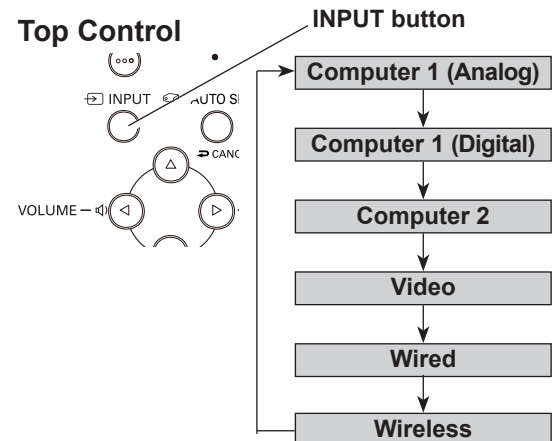 Top Control
INPUT button
INPUT
VOLUME
Computer 1 (Analog)
Computer 1 (Digital)
Computer 2
Video
Wired
Wireless